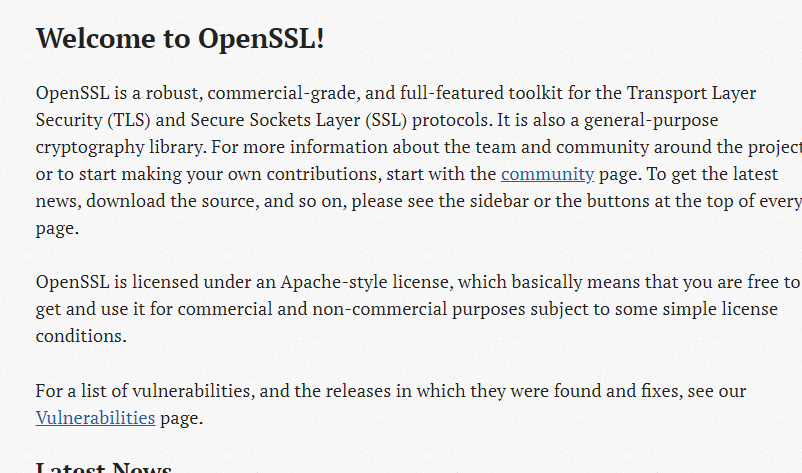 Welcome to OpenSSL!
OpenSSL is a robust, commercial-grade, and full-featured toolkit for the Transport Layer
Security (TLS) and Secure Sockets Layer (SSL) protocols. It is also a general-purpose
cryptography library. For more information about the team and community around the project
or to start making your own contributions, start with the community page. To get the latest
news, download the source, and so on, please see the sidebar or the buttons at the top of every
page.
OpenSSL is licensed under an Apache-style license, which basically means that you are free to
get and use it for commercial and non-commercial purposes subject to some simple license
conditions.
For a list of vulnerabilities, and the releases in which they were found and fixes, see our
Vulnerabilities page.
Latest News